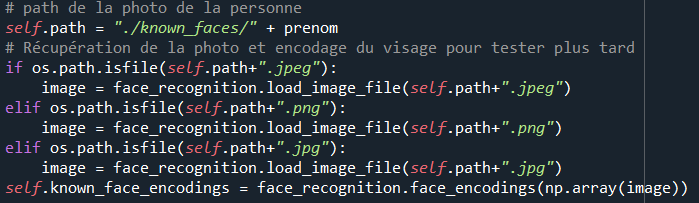 # path de la photo de la personne
self.path = "./known_faces/" + prenom
# Récupération de la photo et encodage du visage pour tester plus tard
if os.path.isfile(self.path+".jpeg"):
    image = face_recognition.load_image_file(self.path+".jpeg")
elif os.path.isfile(self.path+".png"):
    image = face_recognition.load_image_file(self.path+".png")
elif os.path.isfile(self.path+".jpg"):
    image = face_recognition.load_image_file(self.path+".jpg")
self.known_face_encodings = face_recognition.face_encodings(np.array(image))